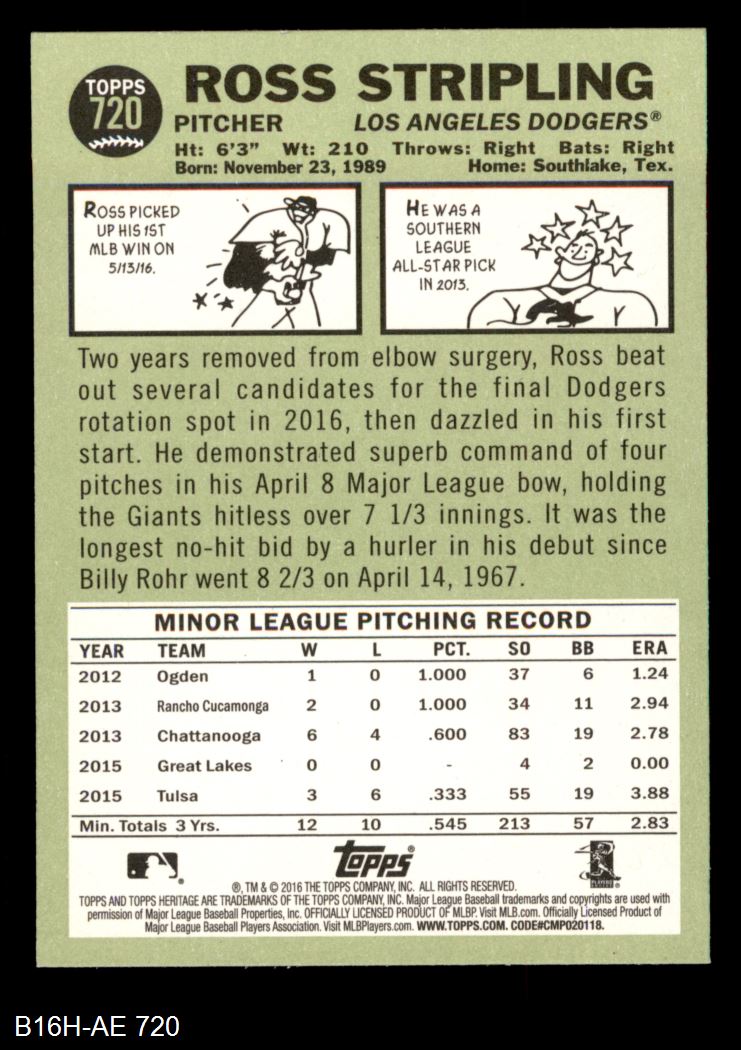 TOPPS
720
ROSS STRIPLING
PITCHER LOS ANGELES DODGERS®
Ht: 6'3" Wt: 210 Throws: Right Bats: Right
Born: November 23, 1989 Home: Southlake, Tex.
ROSS PICKED
UP HIS 1ST
MLB WIN ON
5/13/16.
HE WAS A
SOUTHERN
LEAGUE
ALL-STAR PICK
IN 2013.
Two years removed from elbow surgery, Ross beat
out several candidates for the final Dodgers
rotation spot in 2016, then dazzled in his first
start. He demonstrated superb command of four
pitches in his April 8 Major League bow, holding
the Giants hitless over 7 1/3 innings. It was the
longest no-hit bid by a hurler in his debut since
Billy Rohr went 8 2/3 on April 14, 1967.
MINOR LEAGUE PITCHING RECORD
YEAR TEAM W L PCT. SO BB ERA
2012 Ogden 1 0 1.000 37 6 1.24
2013 Rancho Cucamonga 2 0 1.000 34 11 2.94
2013 Chattanooga 6 4 .600 83 19 2.78
2015 Great Lakes 0 0 - 4 2 0.00
2015 Tulsa 3 6 .333 55 19 3.88
Min. Totals 3 Yrs. 12 10 .545 213 57 2.83
Topps®
®, TM & © 2016 THE TOPPS COMPANY, INC. ALL RIGHTS RESERVED.
TOPPS AND TOPPS HERITAGE ARE TRADEMARKS OF THE TOPPS COMPANY, INC. Major League Baseball trademarks and copyrights are used with
permission of Major League Baseball Properties, Inc. OFFICIALLY LICENSED PRODUCT OF MLBP. Visit MLB.com. Officially Licensed Product of
Major League Baseball Players Association. Visit MLBPlayers.com. WWW.TOPPS.COM. CODE#CMP020118.
B16H-AE 720